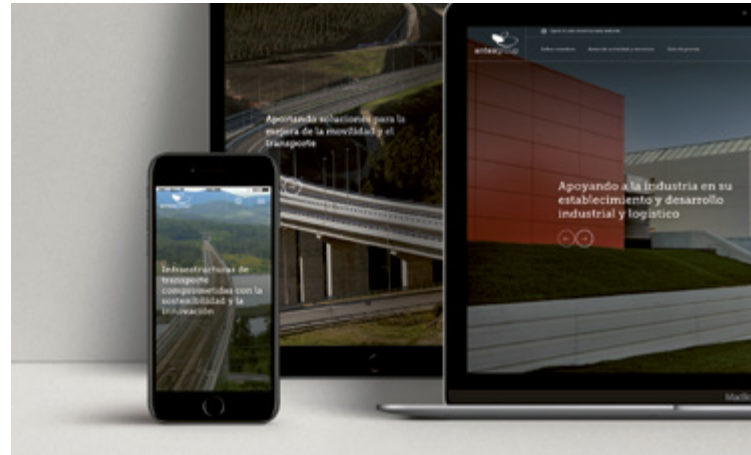 Aportando soluciones para la
mejora de la movilidad y el
transporte
Infraestructuras de
transporte
comprometidas con la
sostenibilidad y la
innovación
Apoyando a la industria en su
establecimiento y desarrollo
industrial y logístico